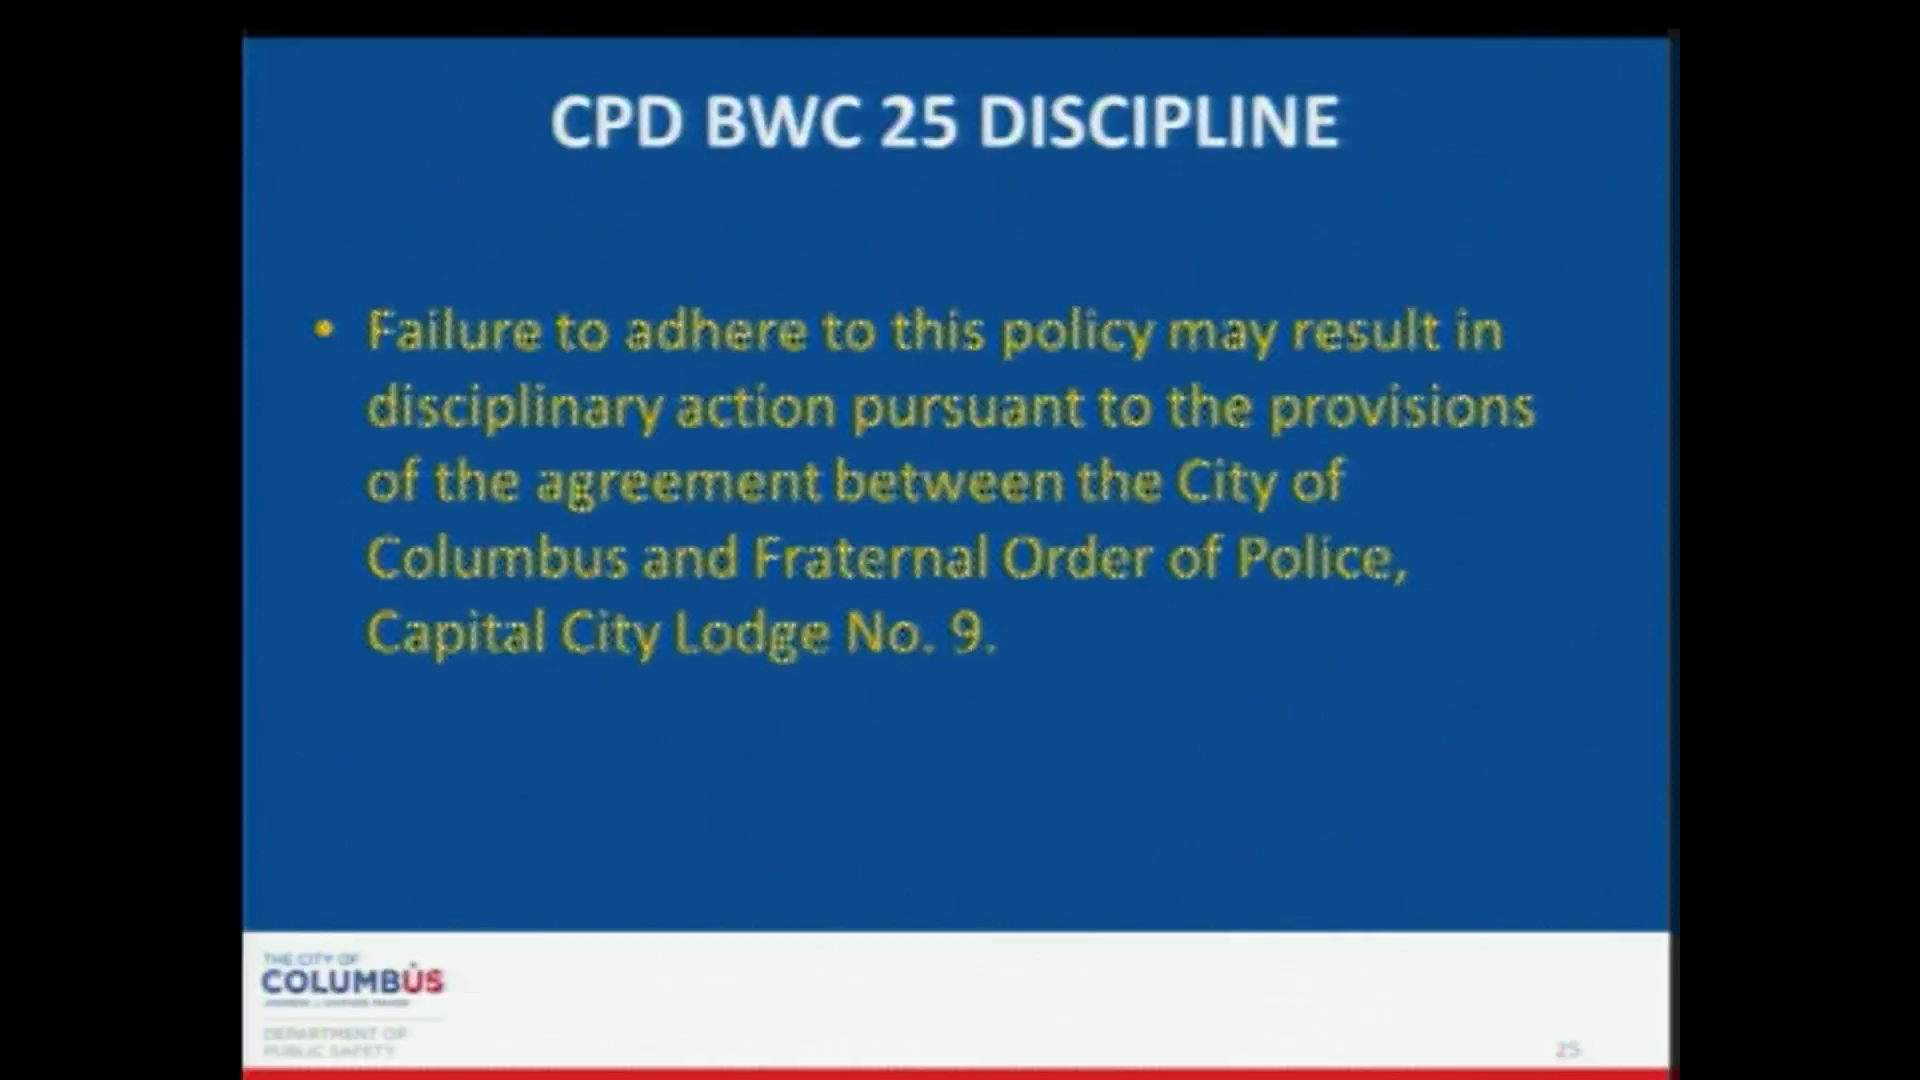 CPD BWC 25 DISCIPLINE
• Failure to adhere to this policy may result in
disciplinary action pursuant to the provisions
of the agreement between the City of
Columbus and Fraternal Order of Police,
Capital City Lodge No. 9.
THE CITY OF
COLUMBUS
DEPARTMENT OF
PUBLIC SAFETY
25